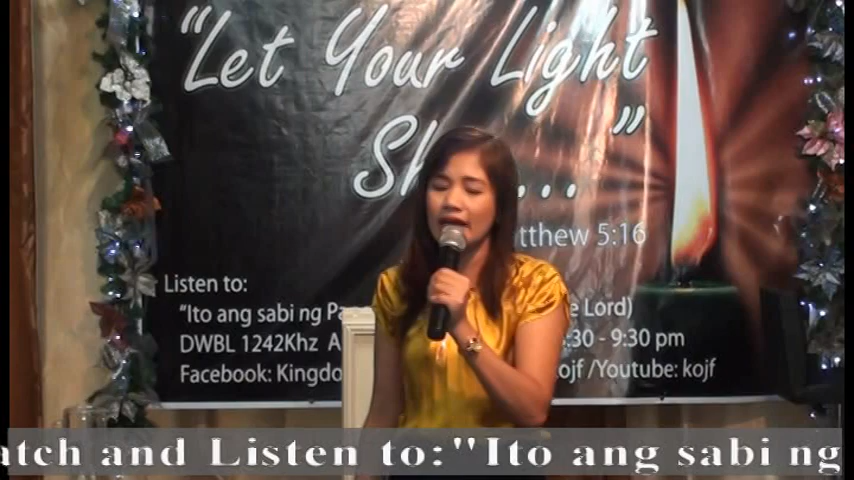 "Let Your Light
Sh...."
tthew 5:16
Listen to:
"Ito ang sabi ng Pa e Lord)
DWBL 1242Khz A :30 - 9:30 pm
Facebook: Kingdo ojf /Youtube: kojf
atch and Listen to:"Ito ang sabi ng